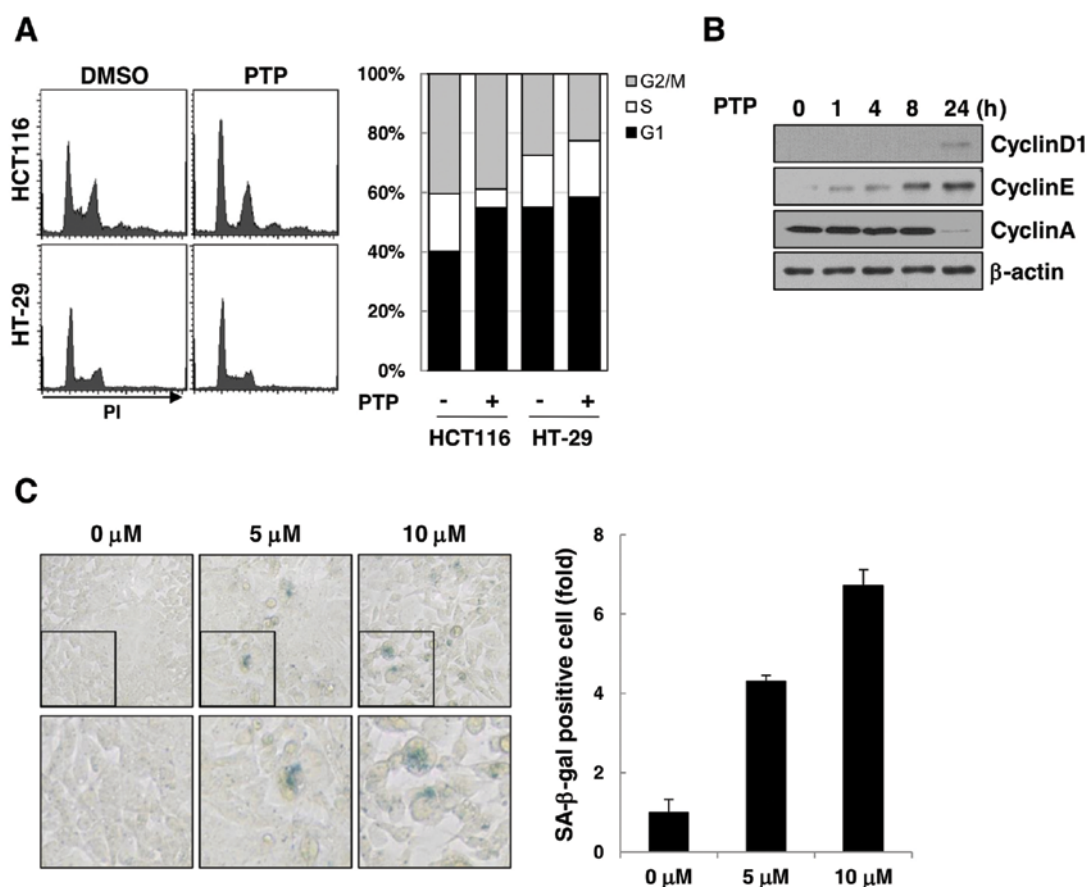 A
DMSO PTP
HCT116
HT-29
PI
100%
80%
60%
40%
20%
0%
G2/M
S
G1
PTP - + - +
HCT116 HT-29
B
PTP 0 1 4 8 24 (h)
CyclinD1
CyclinE
CyclinA
β-actin
C
0 μM 5 μM 10 μM
SA-β-gal positive cell (fold)
8
6
4
2
0
0 μM 5 μM 10 μM